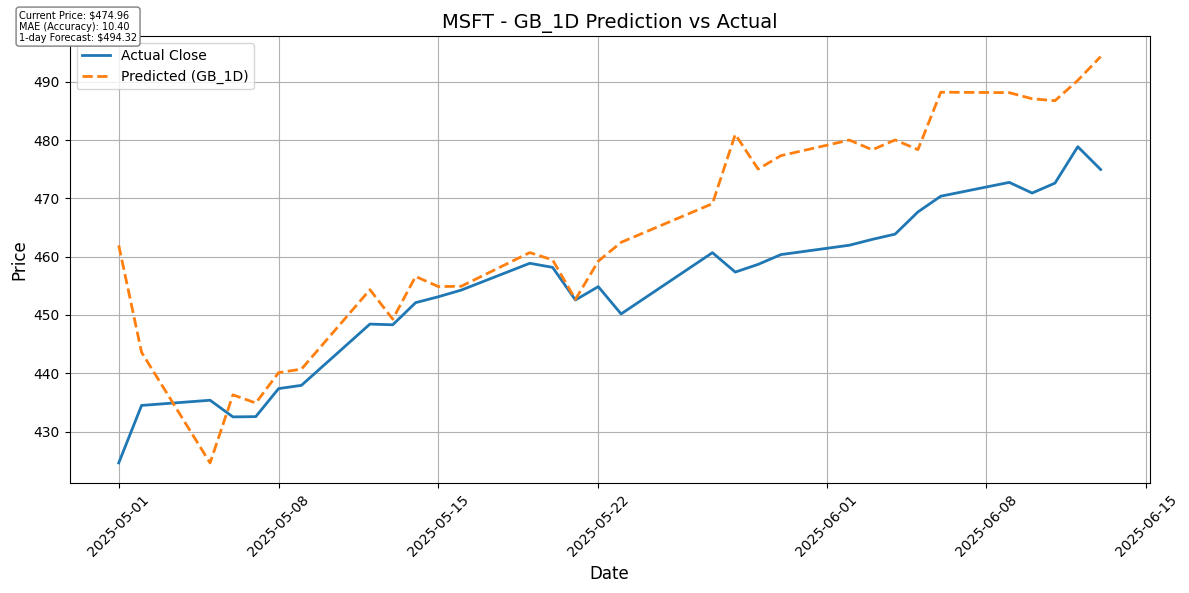 MSFT - GB_1D Prediction vs Actual
Current Price: $474.96
MAE (Accuracy): 10.40
1-day Forecast: $494.32
Actual Close
Predicted (GB_1D)
Price
490
480
470
460
450
440
430
2025-05-01
2025-05-08
2025-05-15
2025-05-22
2025-06-01
2025-06-08
2025-06-15
Date